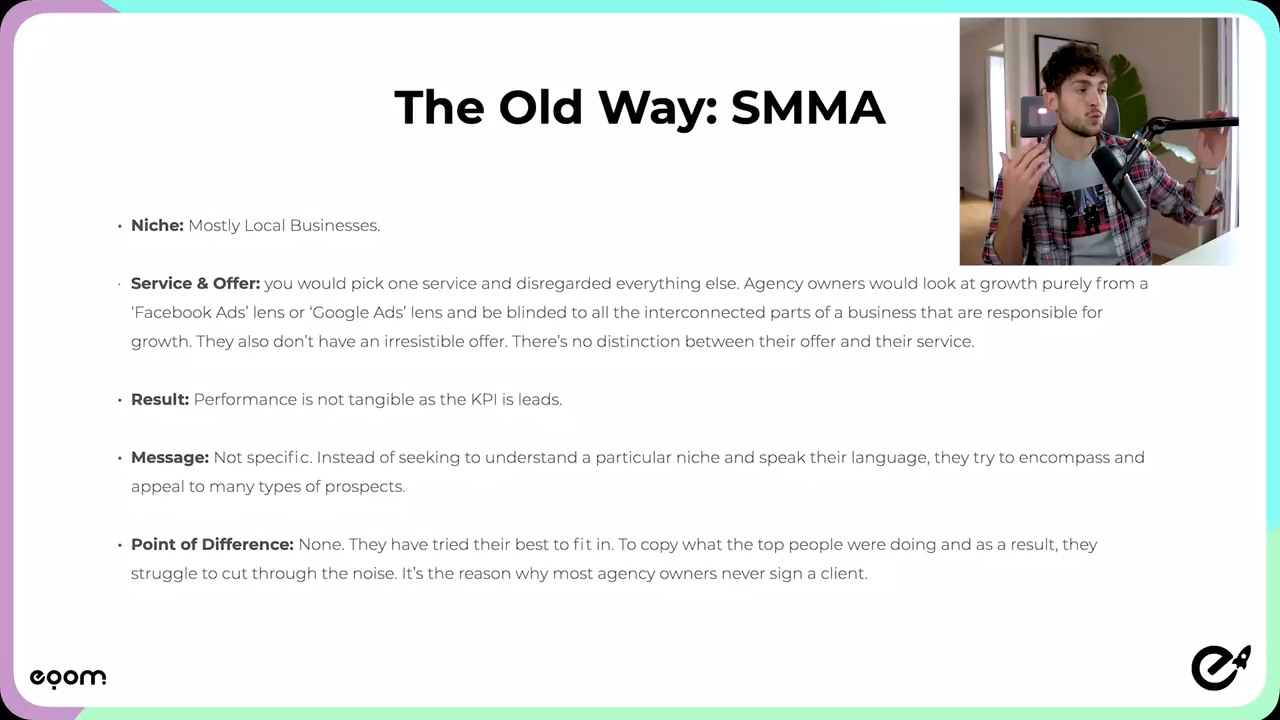 The Old Way: SMMA
• Niche: Mostly Local Businesses.
· Service & Offer: you would pick one service and disregarded everything else. Agency owners would look at growth purely from a
‘Facebook Ads’ lens or ‘Google Ads’ lens and be blinded to all the interconnected parts of a business that are responsible for
growth. They also don’t have an irresistible offer. There’s no distinction between their offer and their service.
• Result: Performance is not tangible as the KPI is leads.
• Message: Not specific. Instead of seeking to understand a particular niche and speak their language, they try to encompass and
appeal to many types of prospects.
• Point of Difference: None. They have tried their best to fit in. To copy what the top people were doing and as a result, they
struggle to cut through the noise. It’s the reason why most agency owners never sign a client.